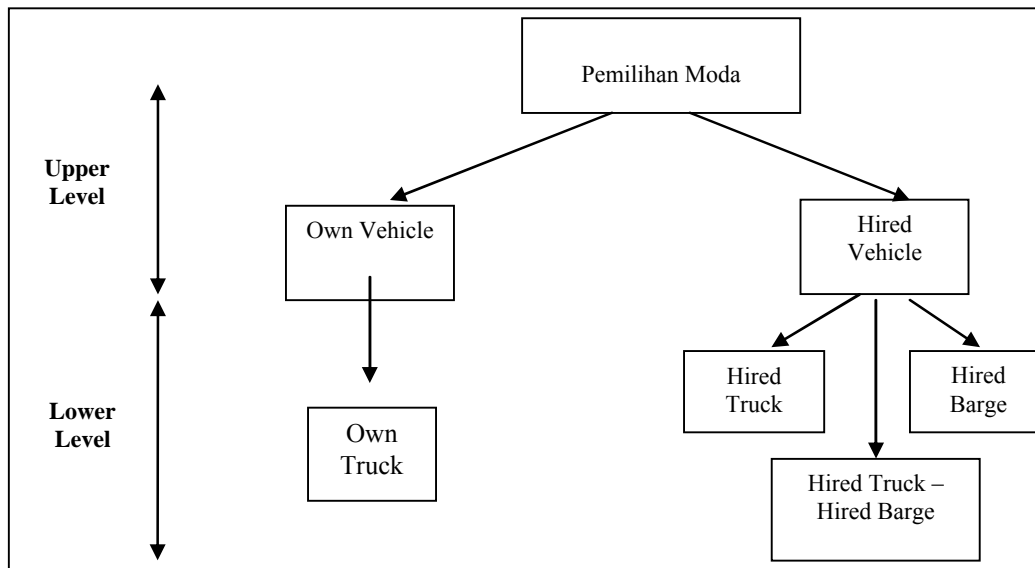 Pemilihan Moda
Upper
Level
Own Vehicle
Hired
Vehicle
Hired
Truck
Hired
Barge
Lower
Level
Own
Truck
Hired Truck –
Hired Barge